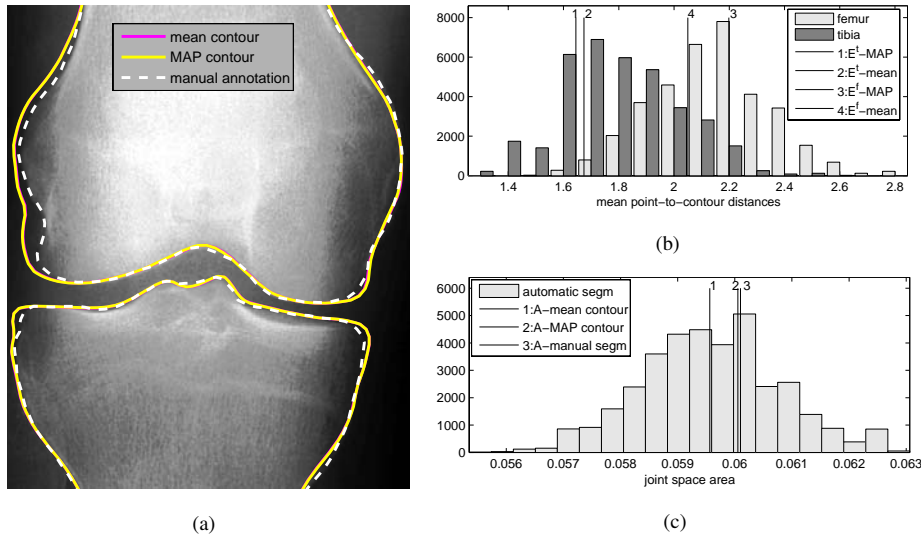 mean contour
MAP contour
manual annotation
(a)
8000
6000
4000
2000
0
1 2 4 3
femur
tibia
1:Eᵗ−MAP
2:Eᵗ−mean
3:Eᶠ−MAP
4:Eᶠ−mean
1.4 1.6 1.8 2 2.2 2.4 2.6 2.8
mean point−to−contour distances
(b)
6000
5000
4000
3000
2000
1000
0
1 2 3
automatic segm
1:A−mean contour
2:A−MAP contour
3:A−manual segm
0.056 0.057 0.058 0.059 0.06 0.061 0.062 0.063
joint space area
(c)